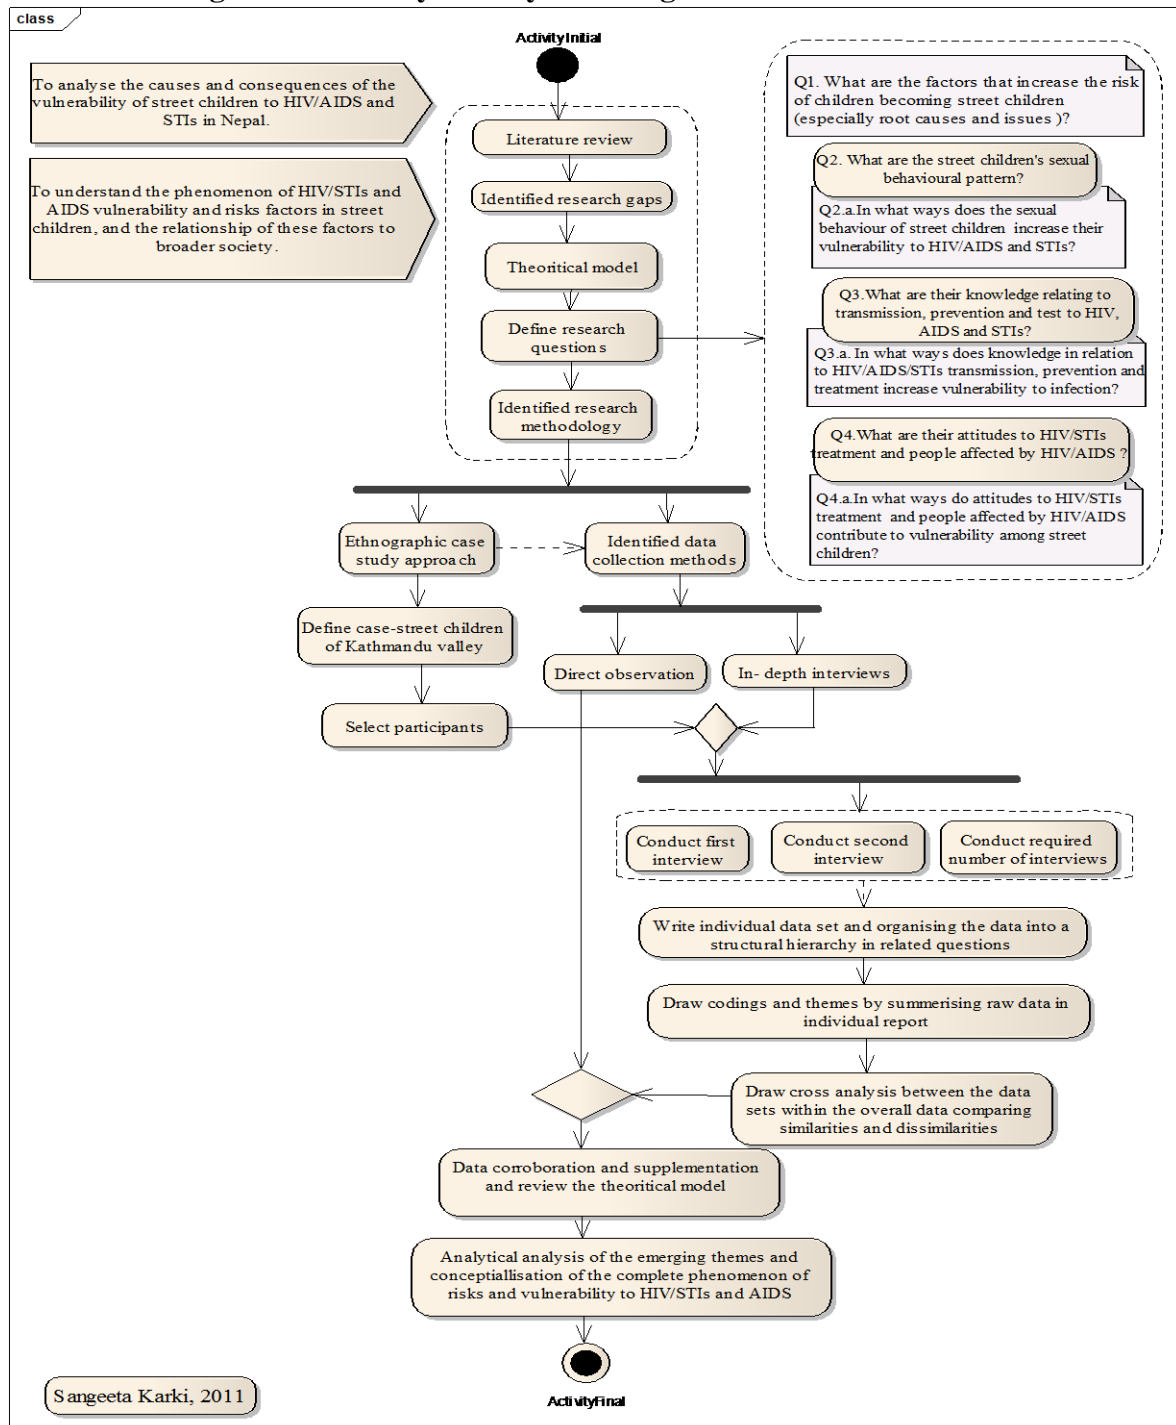 class
ActivityInitial
To analyse the causes and consequences of the
vulnerability of street children to HIV/AIDS and
STIs in Nepal.
To understand the phenomenon of HIV/STIs and
AIDS vulnerability and risks factors in street
children, and the relationship of these factors to
broader society.
Literature review
Identified research gaps
Theoritical model
Define research
questions
Identified research
methodology
Q1. What are the factors that increase the risk
of children becoming street children
(especially root causes and issues )?
Q2. What are the street children's sexual
behavioural pattern?
Q2.a.In what ways does the sexual
behaviour of street children increase their
vulnerability to HIV/AIDS and STIs?
Q3.What are their knowledge relating to
transmission, prevention and test to HIV,
AIDS and STIs?
Q3.a. In what ways does knowledge in relation
to HIV/AIDS/STIs transmission, prevention and
treatment increase vulnerability to infection?
Q4.What are their attitudes to HIV/STIs
treatment and people affected by HIV/AIDS ?
Q4.a.In what ways do attitudes to HIV/STIs
treatment and people affected by HIV/AIDS
contribute to vulnerability among street
children?
Ethnographic case
study approach
Identified data
collection methods
Define case-street children
of Kathmandu valley
Direct observation
In- depth interviews
Select participants
Conduct first
interview
Conduct second
interview
Conduct required
number of interviews
Write individual data set and organising the data into a
structural hierarchy in related questions
Draw codings and themes by summerising raw data in
individual report
Draw cross analysis between the data
sets within the overall data comparing
similarities and dissimilarities
Data corroboration and supplementation
and review the theoritical model
Analytical analysis of the emerging themes and
conceptiallisation of the complete phenomenon of
risks and vulnerability to HIV/STIs and AIDS
ActivityFinal
Sangeeta Karki, 2011